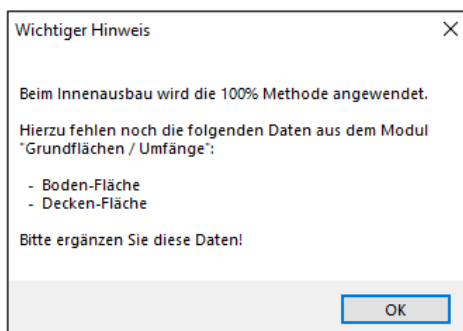 Wichtiger Hinweis
Beim Innenausbau wird die 100% Methode angewendet.
Hierzu fehlen noch die folgenden Daten aus dem Modul
"Grundflächen / Umfänge":
- Boden-Fläche
- Decken-Fläche
Bitte ergänzen Sie diese Daten!
OK